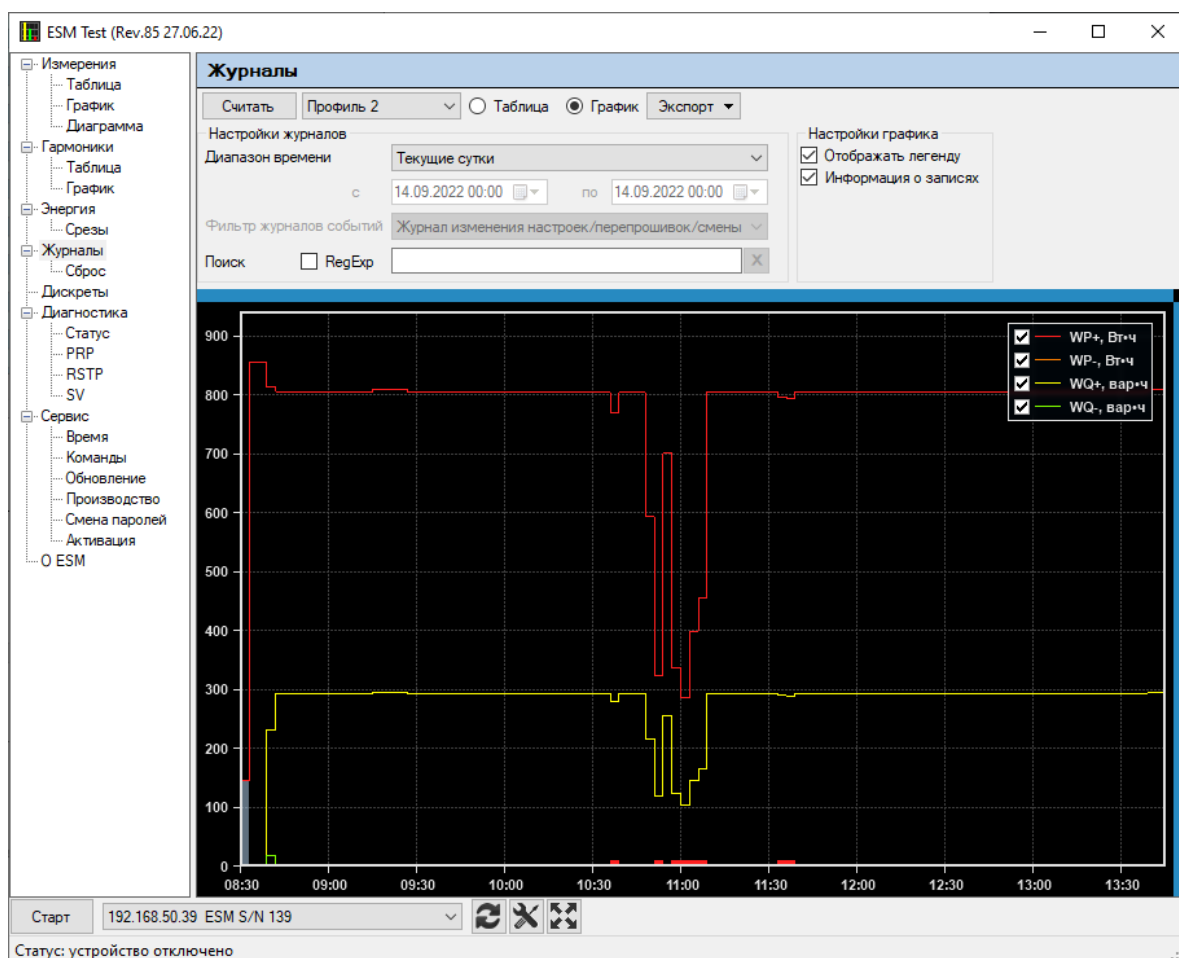 ESM Test (Rev.85 27.06.22)
Измерения
Таблица
График
Диаграмма
Гармоники
Таблица
График
Энергия
Срезы
Журналы
Сброс
Дискреты
Диагностика
Статус
PRP
RSTP
SV
Сервис
Время
Команды
Обновление
Производство
Смена паролей
Активация
О ESM
Журналы
Считать Профиль 2 Таблица График Экспорт
Настройки журналов
Диапазон времени Текущие сутки
с 14.09.2022 00:00 по 14.09.2022 00:00
Фильтр журналов событий Журнал изменения настроек/перепрошивок/смены
Поиск RegExp X
Настройки графика
Отображать легенду
Информация о записях
900
800
700
600
500
400
300
200
100
0
WP+, Вт•ч
WP-, Вт•ч
WQ+, вар•ч
WQ-, вар•ч
08:30 09:00 09:30 10:00 10:30 11:00 11:30 12:00 12:30 13:00 13:30
Старт 192.168.50.39 ESM S/N 139
Статус: устройство отключено